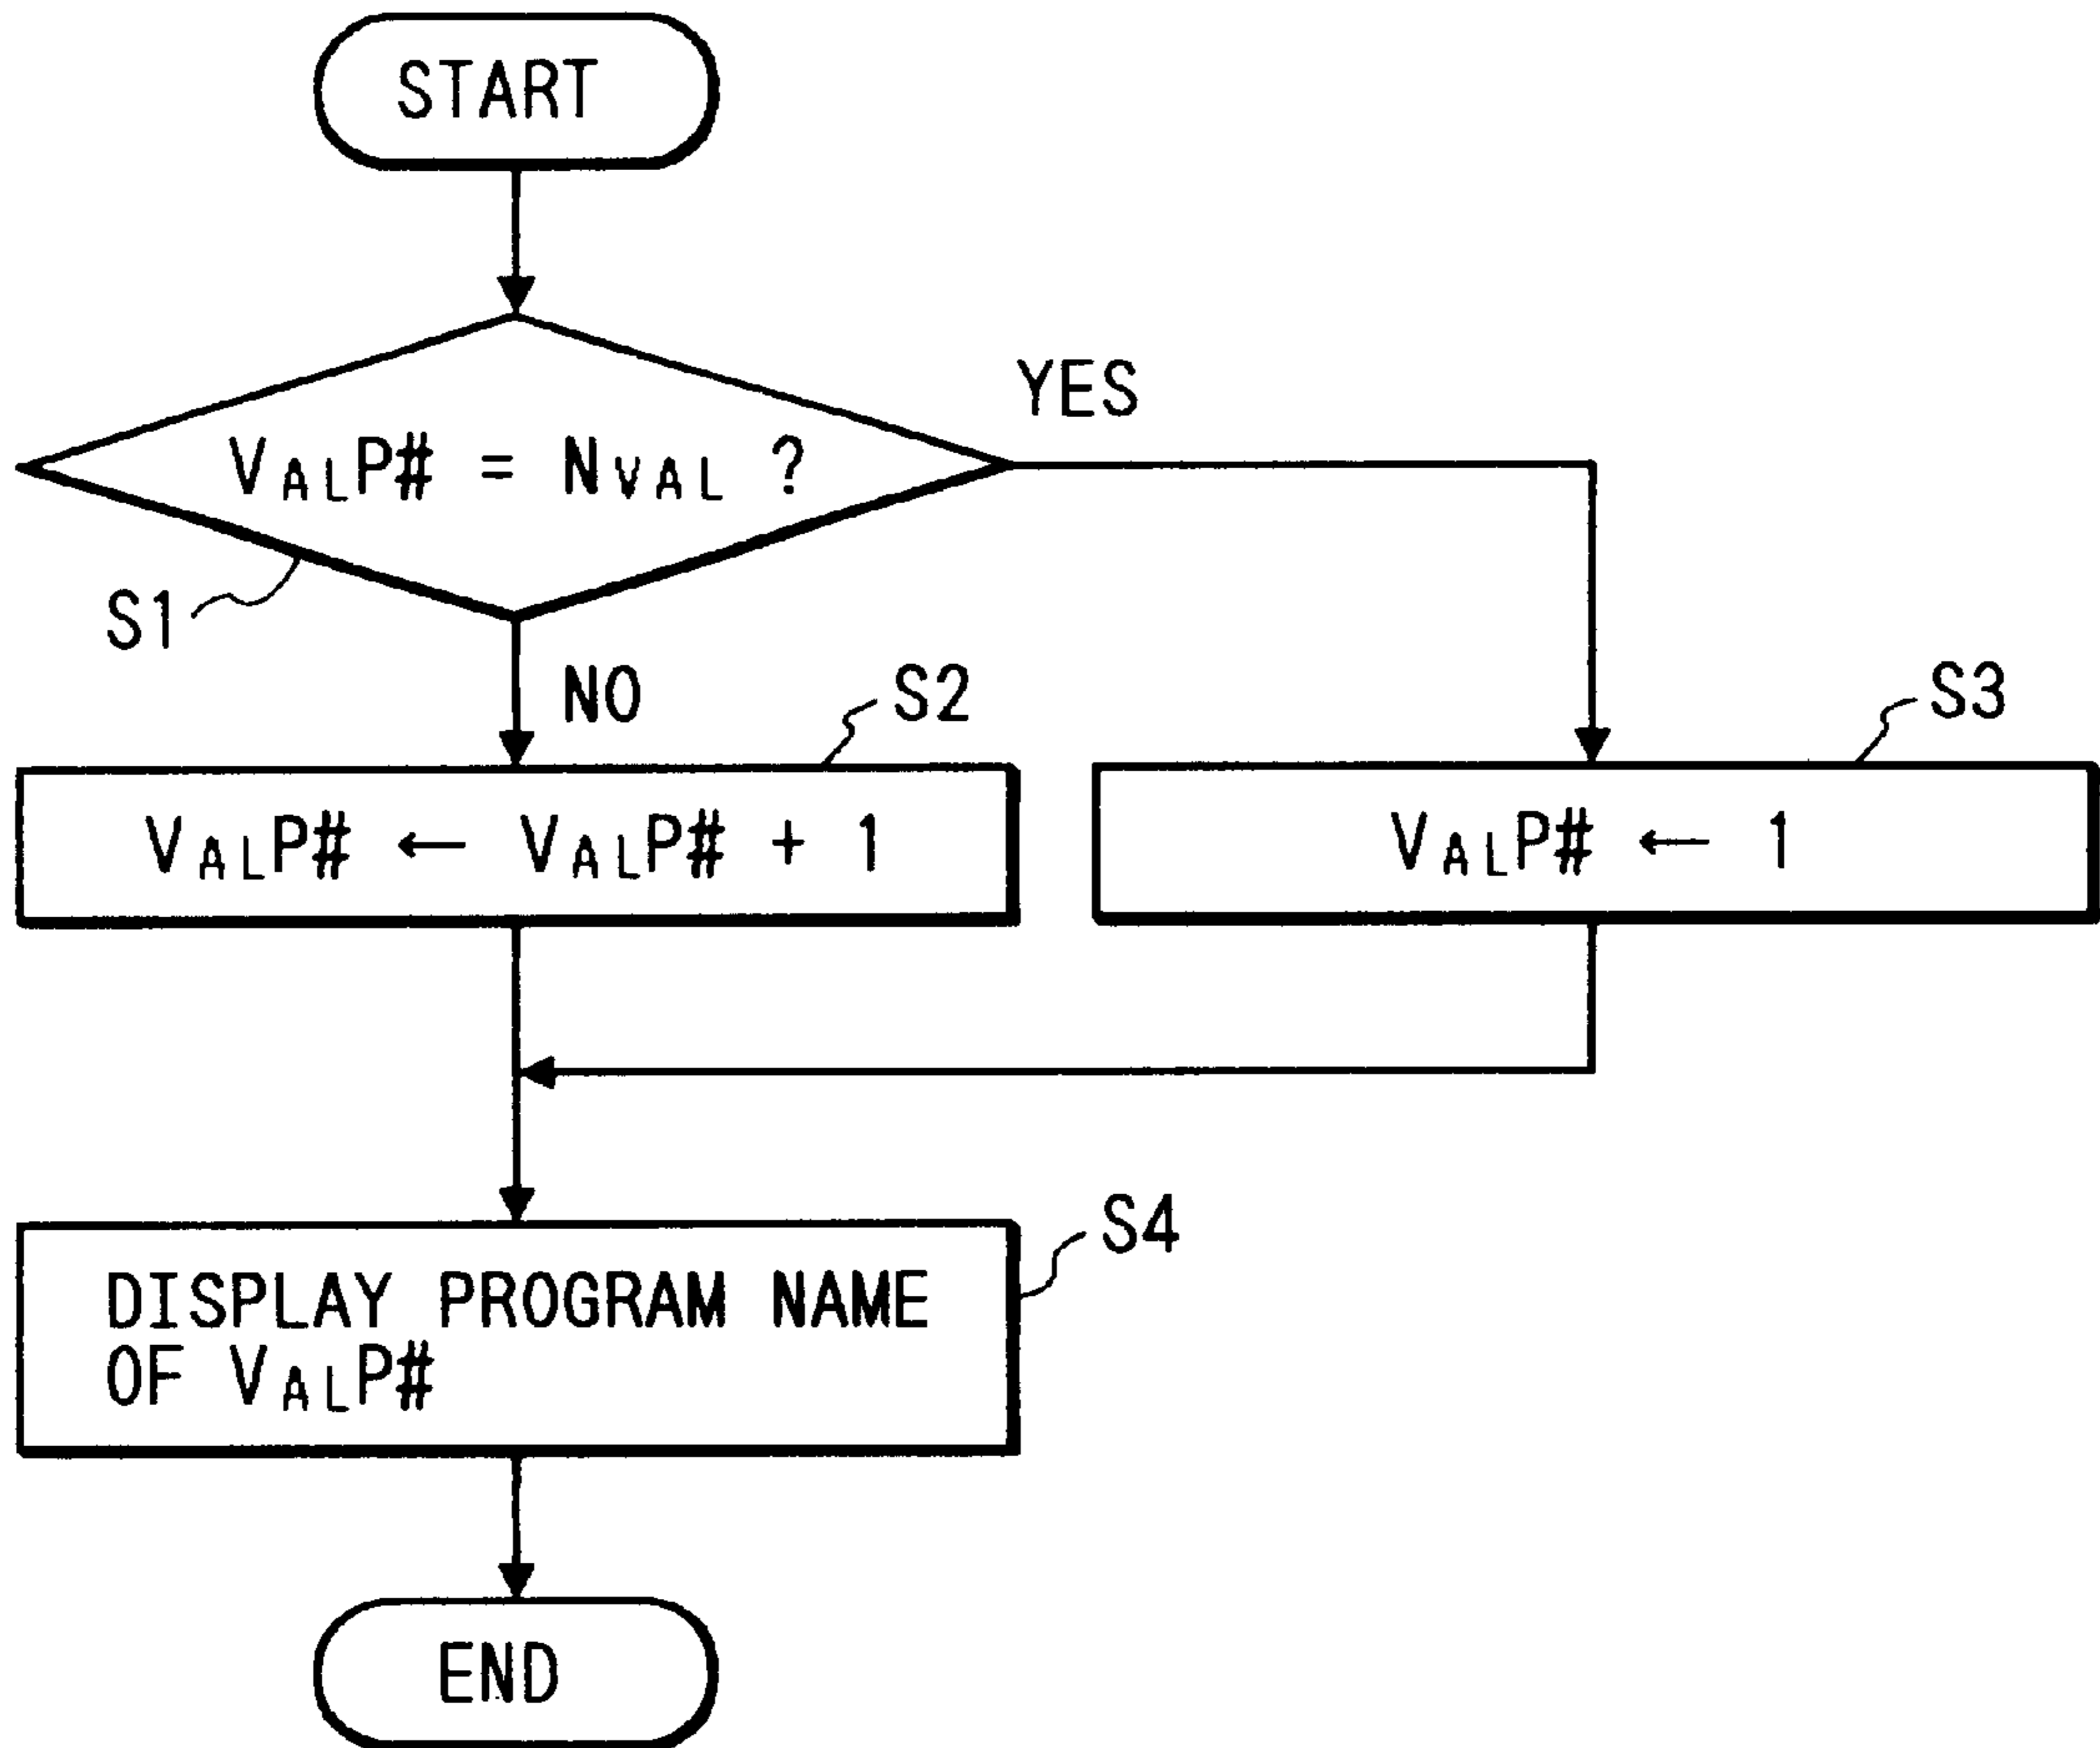 START
VALP# = NVAL ?
YES
S1
NO
S2
S3
VALP# ← VALP# + 1
VALP# ← 1
S4
DISPLAY PROGRAM NAME
OF VALP#
END